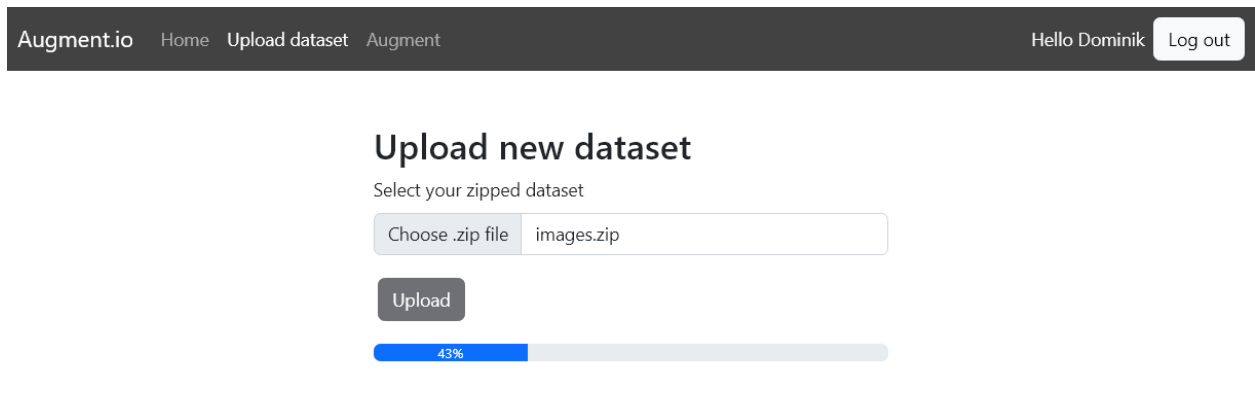 Augment.io Home Upload dataset Augment Hello Dominik Log out
Upload new dataset
Select your zipped dataset
Choose .zip file images.zip
Upload
43%